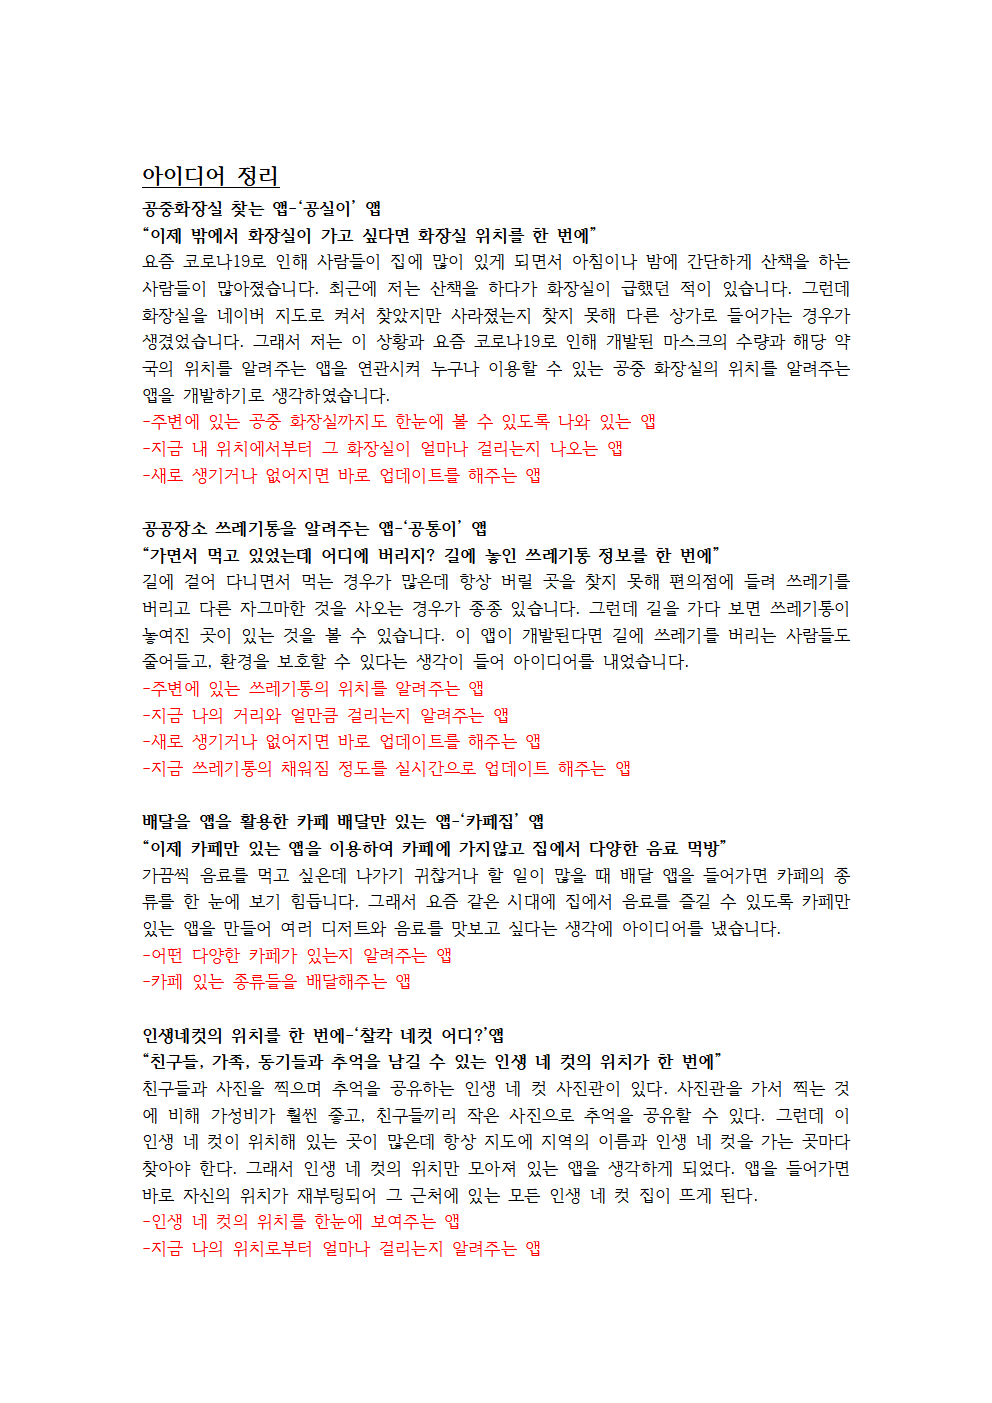 아이디어 정리
공중화장실 찾는 앱-‘공실이’ 앱
“이제 밖에서 화장실이 가고 싶다면 화장실 위치를 한 번에”
요즘 코로나19로 인해 사람들이 집에 많이 있게 되면서 아침이나 밤에 간단하게 산책을 하는
사람들이 많아졌습니다. 최근에 저는 산책을 하다가 화장실이 급했던 적이 있습니다. 그런데
화장실을 네이버 지도로 켜서 찾았지만 사라졌는지 찾지 못해 다른 상가로 들어가는 경우가
생겼었습니다. 그래서 저는 이 상황과 요즘 코로나19로 인해 개발된 마스크의 수량과 해당 약
국의 위치를 알려주는 앱을 연관시켜 누구나 이용할 수 있는 공중 화장실의 위치를 알려주는
앱을 개발하기로 생각하였습니다.
-주변에 있는 공중 화장실까지도 한눈에 볼 수 있도록 나와 있는 앱
-지금 내 위치에서부터 그 화장실이 얼마나 걸리는지 나오는 앱
-새로 생기거나 없어지면 바로 업데이트를 해주는 앱
공공장소 쓰레기통을 알려주는 앱-‘공통이’ 앱
“가면서 먹고 있었는데 어디에 버리지? 길에 놓인 쓰레기통 정보를 한 번에”
길에 걸어 다니면서 먹는 경우가 많은데 항상 버릴 곳을 찾지 못해 편의점에 들려 쓰레기를
버리고 다른 자그마한 것을 사오는 경우가 종종 있습니다. 그런데 길을 가다 보면 쓰레기통이
놓여진 곳이 있는 것을 볼 수 있습니다. 이 앱이 개발된다면 길에 쓰레기를 버리는 사람들도
줄어들고, 환경을 보호할 수 있다는 생각이 들어 아이디어를 내었습니다.
-주변에 있는 쓰레기통의 위치를 알려주는 앱
-지금 나의 거리와 얼만큼 걸리는지 알려주는 앱
-새로 생기거나 없어지면 바로 업데이트를 해주는 앱
-지금 쓰레기통의 채워짐 정도를 실시간으로 업데이트 해주는 앱
배달을 앱을 활용한 카페 배달만 있는 앱-‘카페집’ 앱
“이제 카페만 있는 앱을 이용하여 카페에 가지않고 집에서 다양한 음료 먹방”
가끔씩 음료를 먹고 싶은데 나가기 귀찮거나 할 일이 많을 때 배달 앱을 들어가면 카페의 종
류를 한 눈에 보기 힘듭니다. 그래서 요즘 같은 시대에 집에서 음료를 즐길 수 있도록 카페만
있는 앱을 만들어 여러 디저트와 음료를 맛보고 싶다는 생각에 아이디어를 냈습니다.
-어떤 다양한 카페가 있는지 알려주는 앱
-카페 있는 종류들을 배달해주는 앱
인생네컷의 위치를 한 번에-‘찰칵 네컷 어디?’앱
“친구들, 가족, 동기들과 추억을 남길 수 있는 인생 네 컷의 위치가 한 번에”
친구들과 사진을 찍으며 추억을 공유하는 인생 네 컷 사진관이 있다. 사진관을 가서 찍는 것
에 비해 가성비가 훨씬 좋고, 친구들끼리 작은 사진으로 추억을 공유할 수 있다. 그런데 이
인생 네 컷이 위치해 있는 곳이 많은데 항상 지도에 지역의 이름과 인생 네 컷을 가는 곳마다
찾아야 한다. 그래서 인생 네 컷의 위치만 모아져 있는 앱을 생각하게 되었다. 앱을 들어가면
바로 자신의 위치가 재부팅되어 그 근처에 있는 모든 인생 네 컷 집이 뜨게 된다.
-인생 네 컷의 위치를 한눈에 보여주는 앱
-지금 나의 위치로부터 얼마나 걸리는지 알려주는 앱